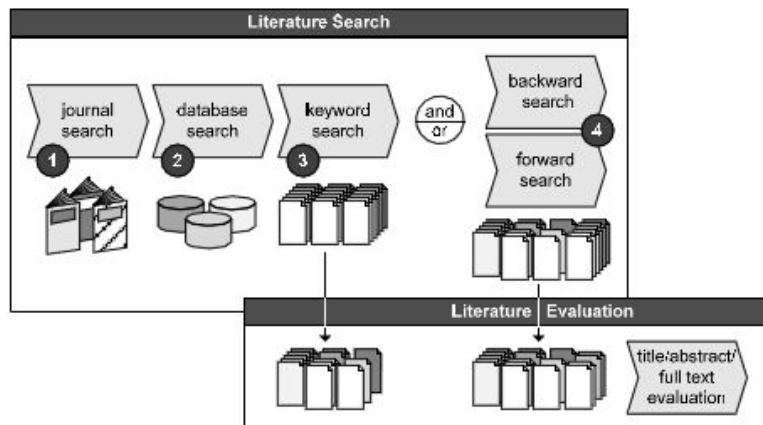 Literature Search
journal
search
1
database
search
2
keyword
search
3
and
or
backward
search
4
forward
search
Literature Evaluation
title/abstract/
full text
evaluation